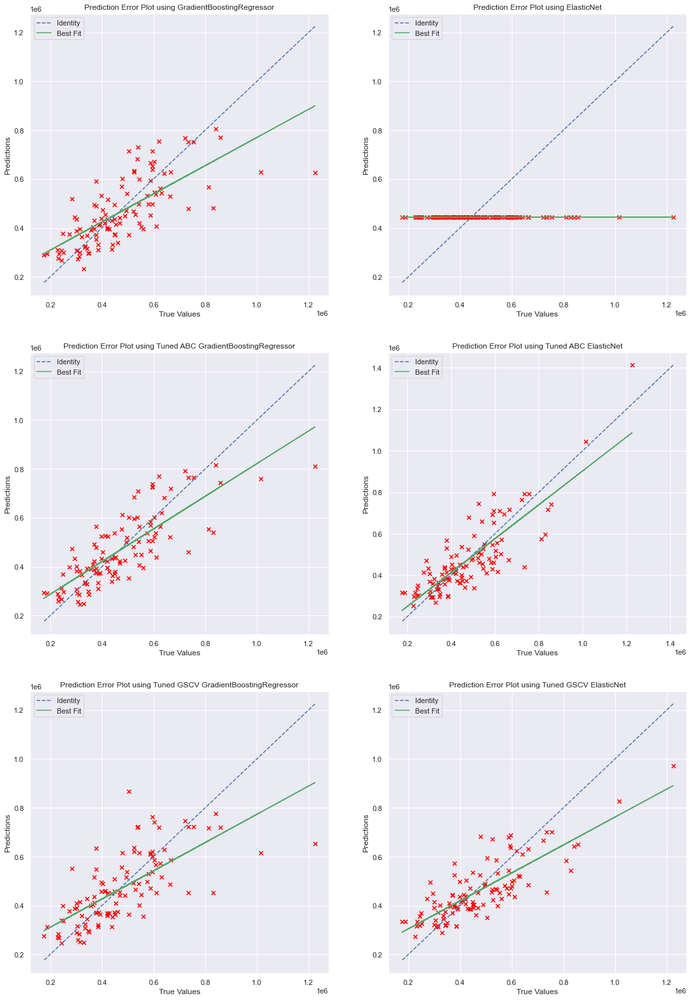 Prediction Error Plot using GradientBoostingRegressor
1e6
Identity
Best Fit
1.2
1.0
0.8
0.6
0.4
0.2
Predictions
0.2 0.4 0.6 0.8 1.0 1.2
True Values
1e6
Prediction Error Plot using ElasticNet
1e6
Identity
Best Fit
1.2
1.0
0.8
0.6
0.4
0.2
Predictions
0.2 0.4 0.6 0.8 1.0 1.2
True Values
1e6
Prediction Error Plot using Tuned ABC GradientBoostingRegressor
1e6
Identity
Best Fit
1.2
1.0
0.8
0.6
0.4
0.2
Predictions
0.2 0.4 0.6 0.8 1.0 1.2
True Values
1e6
Prediction Error Plot using Tuned ABC ElasticNet
1e6
Identity
Best Fit
1.4
1.2
1.0
0.8
0.6
0.4
0.2
Predictions
0.2 0.4 0.6 0.8 1.0 1.2 1.4
True Values
1e6
Prediction Error Plot using Tuned GSCV GradientBoostingRegressor
1e6
Identity
Best Fit
1.2
1.0
0.8
0.6
0.4
0.2
Predictions
0.2 0.4 0.6 0.8 1.0 1.2
True Values
1e6
Prediction Error Plot using Tuned GSCV ElasticNet
1e6
Identity
Best Fit
1.2
1.0
0.8
0.6
0.4
0.2
Predictions
0.2 0.4 0.6 0.8 1.0 1.2
True Values
1e6